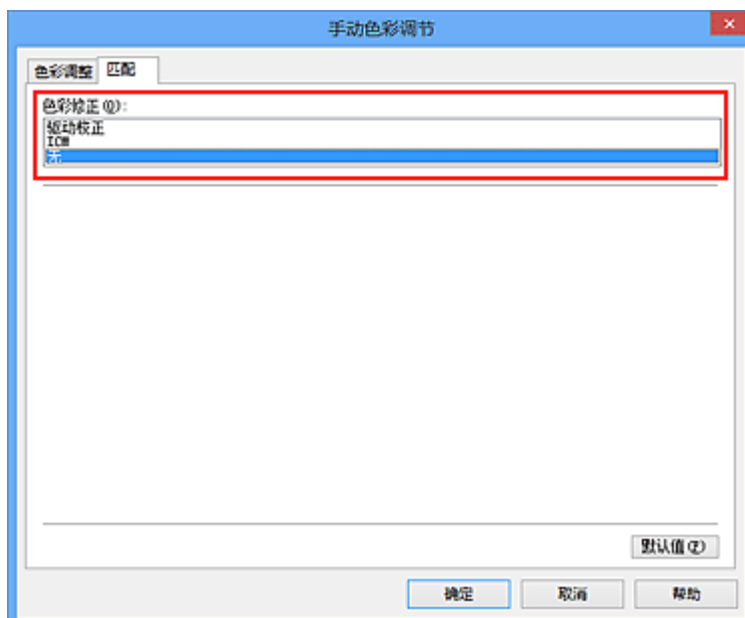 手动色彩调节
色彩调整 匹配
色彩修正(Q):
驱动校正
ICM
无
默认值(F)
确定 取消 帮助